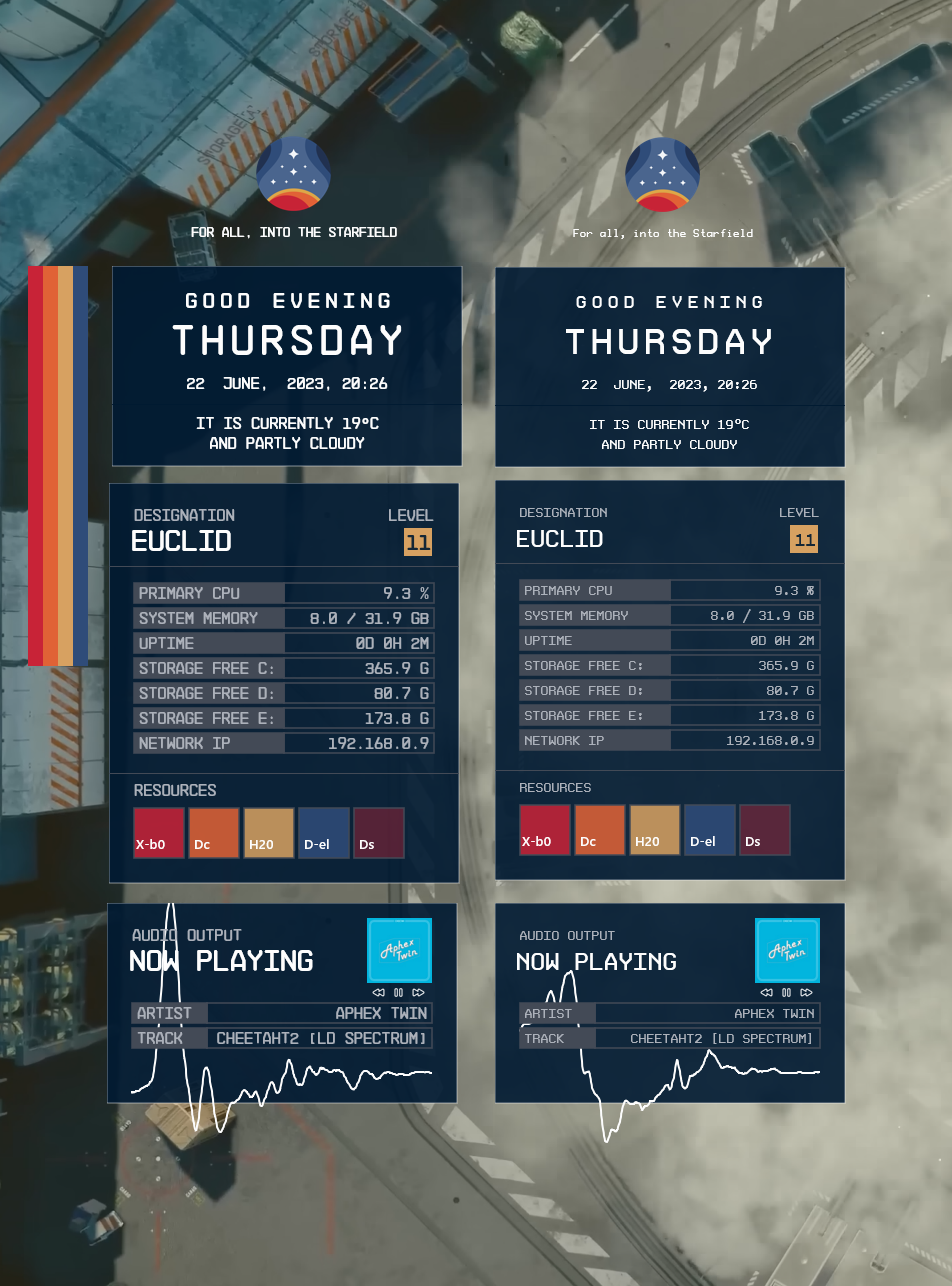 STORAGE
STORAGE
FOR ALL, INTO THE STARFIELD
GOOD EVENING
THURSDAY
22 JUNE, 2023, 20:26
IT IS CURRENTLY 19°C
AND PARTLY CLOUDY
DESIGNATION LEVEL
EUCLID 11
PRIMARY CPU 9.3 %
SYSTEM MEMORY 8.0 / 31.9 GB
UPTIME 0D 0H 2M
STORAGE FREE C: 365.9 G
STORAGE FREE D: 80.7 G
STORAGE FREE E: 173.8 G
NETWORK IP 192.168.0.9
RESOURCES
X-b0 Dc H20 D-el Ds
AUDIO OUTPUT
NOW PLAYING
Aphex
Twin
ARTIST APHEX TWIN
TRACK CHEETAHT2 [LD SPECTRUM]
For all, into the Starfield
GOOD EVENING
THURSDAY
22 JUNE, 2023, 20:26
IT IS CURRENTLY 19°C
AND PARTLY CLOUDY
DESIGNATION LEVEL
EUCLID 11
PRIMARY CPU 9.3 %
SYSTEM MEMORY 8.0 / 31.9 GB
UPTIME 0D 0H 2M
STORAGE FREE C: 365.9 G
STORAGE FREE D: 80.7 G
STORAGE FREE E: 173.8 G
NETWORK IP 192.168.0.9
RESOURCES
X-b0 Dc H20 D-el Ds
AUDIO OUTPUT
NOW PLAYING
Aphex
Twin
ARTIST APHEX TWIN
TRACK CHEETAHT2 [LD SPECTRUM]